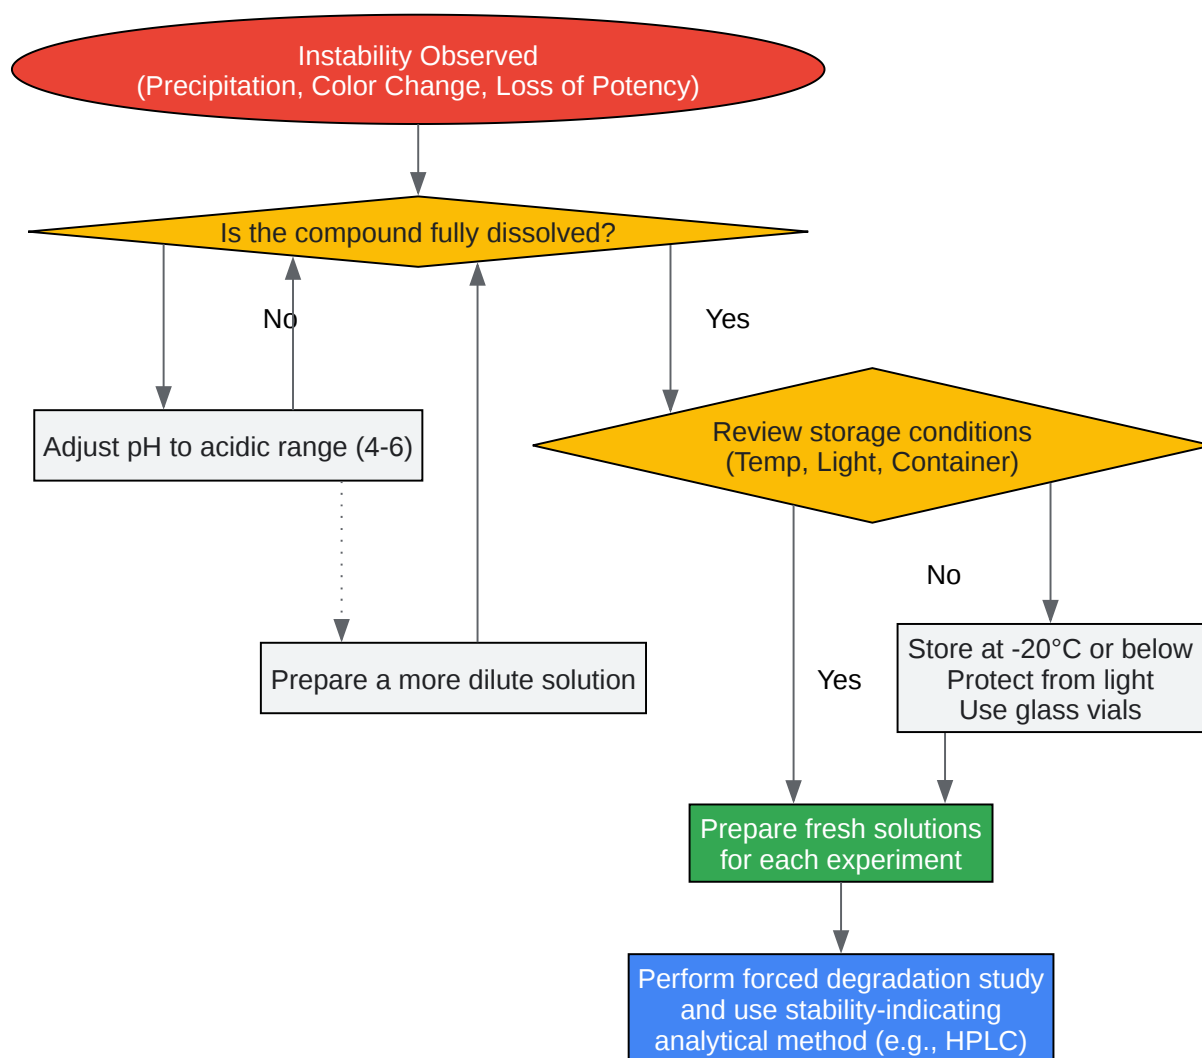 Instability Observed
(Precipitation, Color Change, Loss of Potency)
Is the compound fully dissolved?
No
Yes
Adjust pH to acidic range (4-6)
Review storage conditions
(Temp, Light, Container)
No
Store at -20°C or below
Protect from light
Use glass vials
Prepare a more dilute solution
Yes
Prepare fresh solutions
for each experiment
Perform forced degradation study
and use stability-indicating
analytical method (e.g., HPLC)